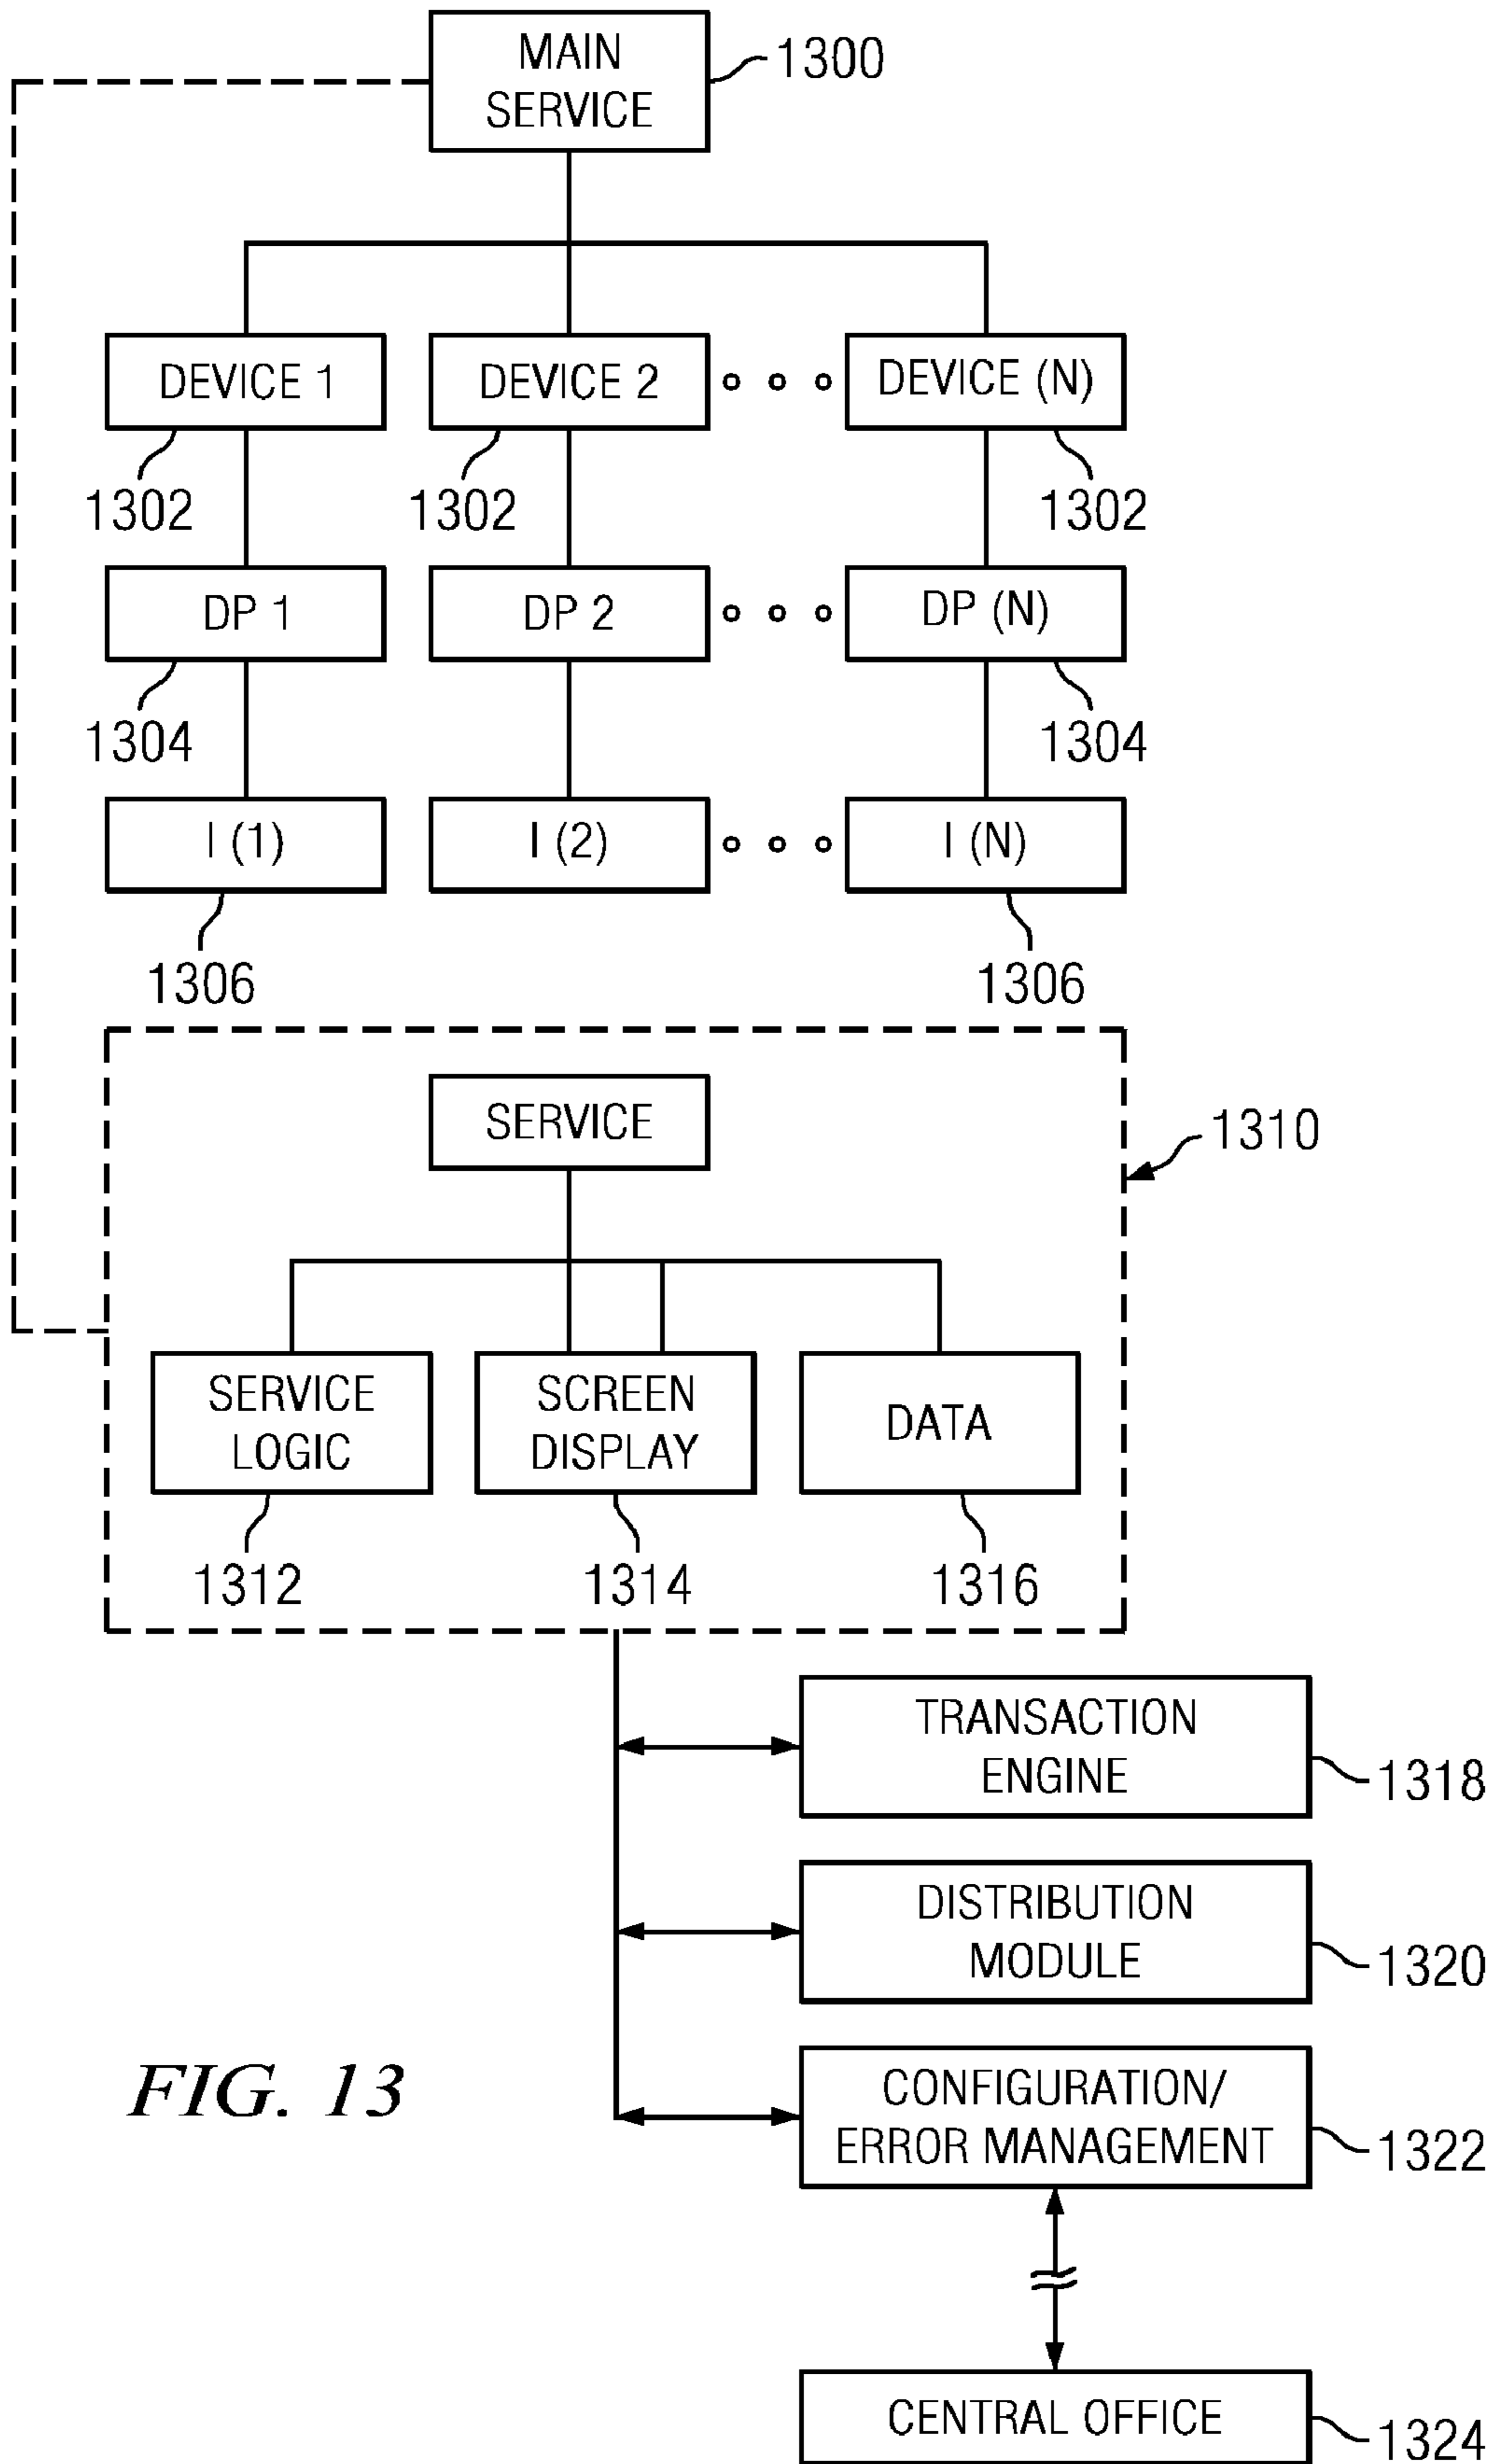 MAIN
SERVICE
1300
DEVICE 1
DEVICE 2
DEVICE (N)
1302
1302
1302
DP 1
DP 2
DP (N)
1304
1304
I (1)
I (2)
I (N)
1306
1306
SERVICE
1310
SERVICE
LOGIC
SCREEN
DISPLAY
DATA
1312
1314
1316
TRANSACTION
ENGINE
1318
DISTRIBUTION
MODULE
1320
FIG. 13
CONFIGURATION/
ERROR MANAGEMENT
1322
CENTRAL OFFICE
1324